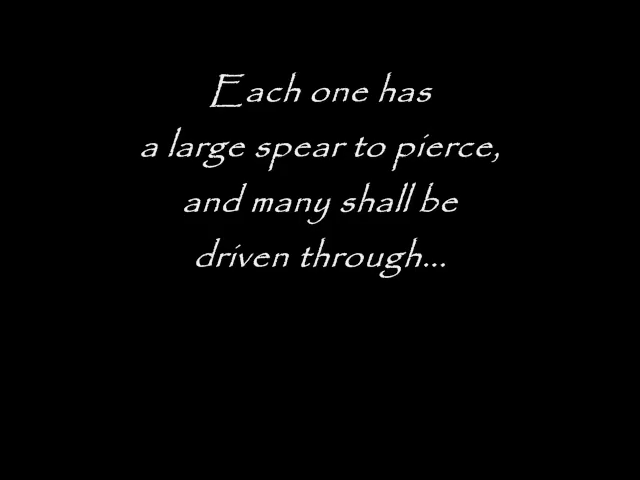 Each one has
a large spear to pierce,
and many shall be
driven through...